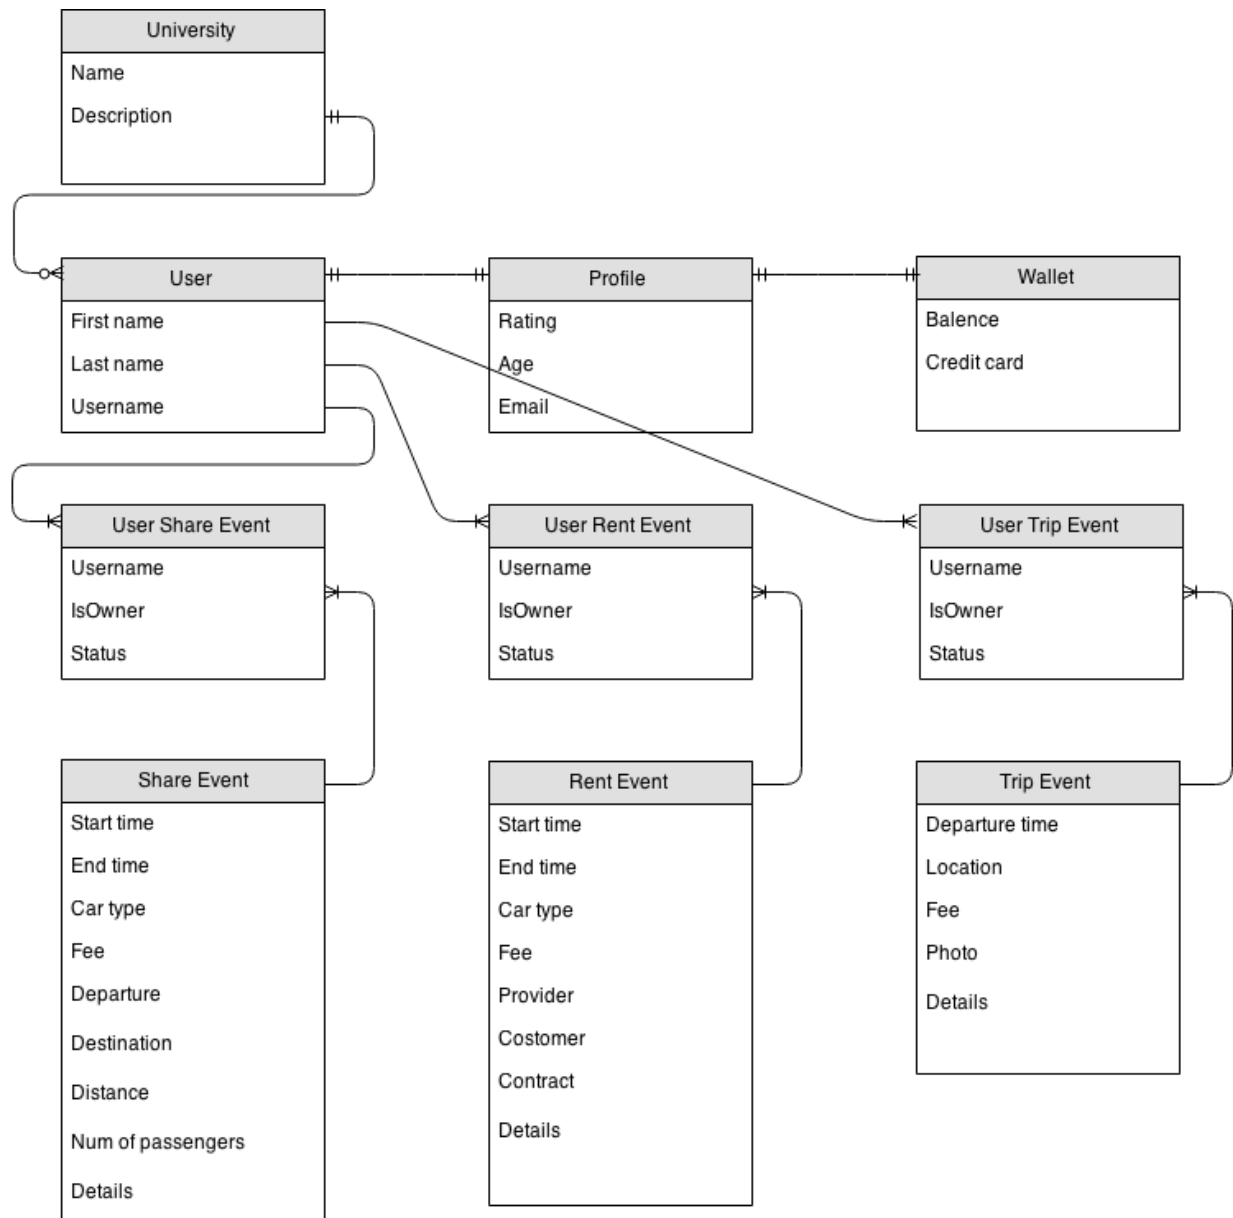 University
Name
Description
User
First name
Last name
Username
Profile
Rating
Age
Email
Wallet
Balence
Credit card
User Share Event
Username
IsOwner
Status
User Rent Event
Username
IsOwner
Status
User Trip Event
Username
IsOwner
Status
Share Event
Start time
End time
Car type
Fee
Departure
Destination
Distance
Num of passengers
Details
Rent Event
Start time
End time
Car type
Fee
Provider
Costomer
Contract
Details
Trip Event
Departure time
Location
Fee
Photo
Details